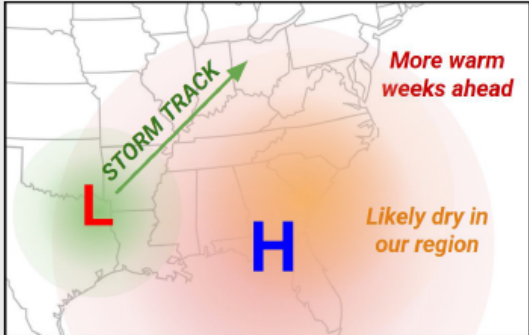 More warm
weeks ahead
STORM TRACK
L
Likely dry in
our region
H